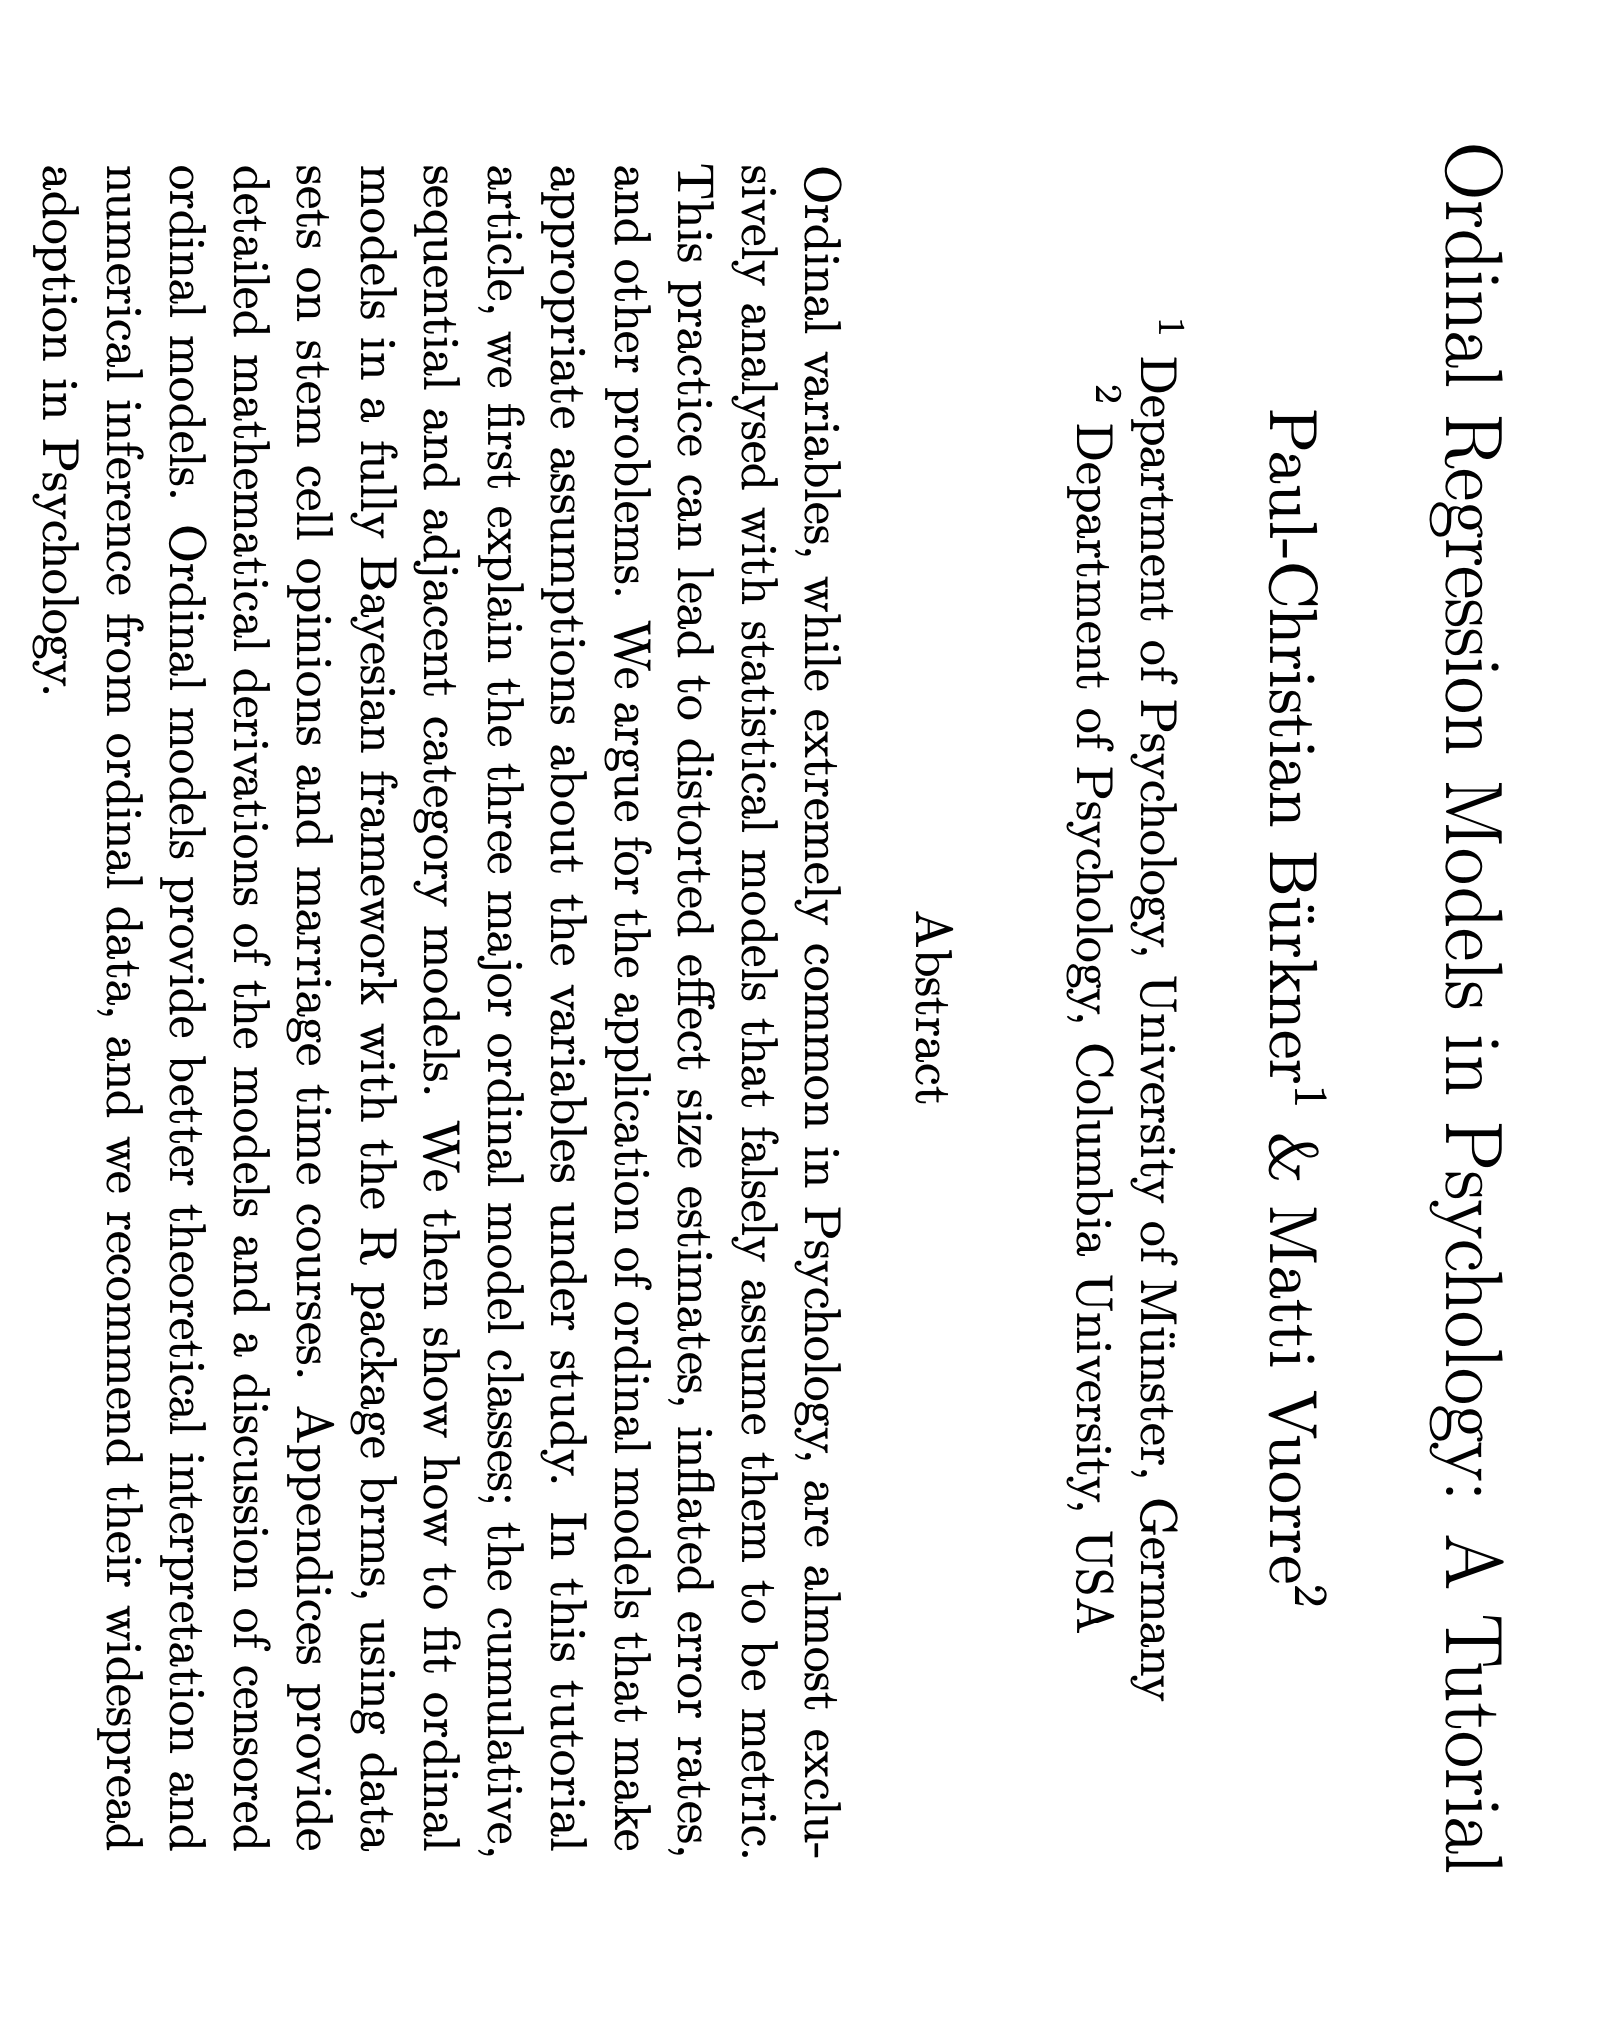 Ordinal Regression Models in Psychology: A Tutorial
Paul-Christian Bürkner1 & Matti Vuorre2
1 Department of Psychology, University of Münster, Germany
2 Department of Psychology, Columbia University, USA
Abstract
Ordinal variables, while extremely common in Psychology, are almost exclu-
sively analysed with statistical models that falsely assume them to be metric.
This practice can lead to distorted effect size estimates, inflated error rates,
and other problems. We argue for the application of ordinal models that make
appropriate assumptions about the variables under study. In this tutorial
article, we first explain the three major ordinal model classes; the cumulative,
sequential and adjacent category models. We then show how to fit ordinal
models in a fully Bayesian framework with the R package brms, using data
sets on stem cell opinions and marriage time courses. Appendices provide
detailed mathematical derivations of the models and a discussion of censored
ordinal models. Ordinal models provide better theoretical interpretation and
numerical inference from ordinal data, and we recommend their widespread
adoption in Psychology.